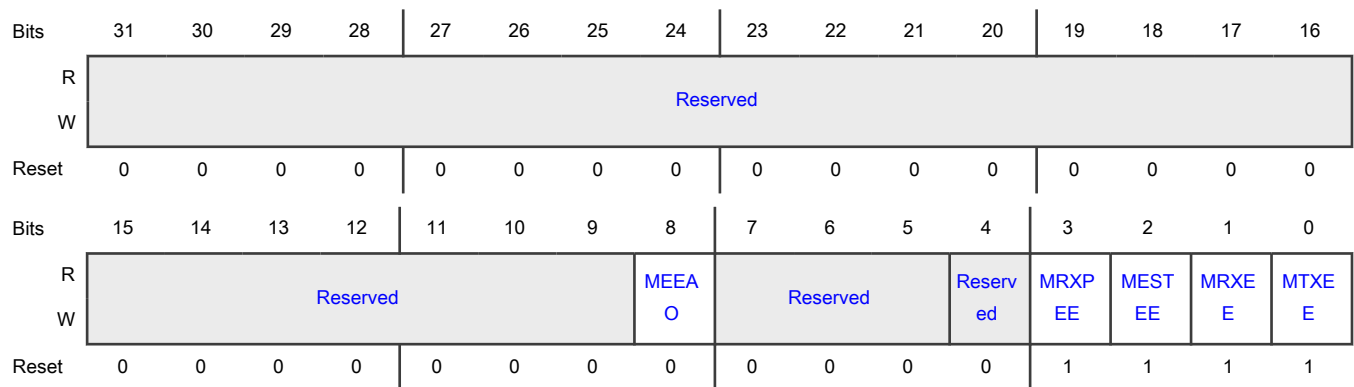 Bits 31 30 29 28 27 26 25 24 23 22 21 20 19 18 17 16
R
Reserved
W
Reset 0 0 0 0 0 0 0 0 0 0 0 0 0 0 0 0
Bits 15 14 13 12 11 10 9 8 7 6 5 4 3 2 1 0
R MEEA Reserv MRXP MEST MRXE MTXE
Reserved Reserved
W O ed EE EE E E
Reset 0 0 0 0 0 0 0 0 0 0 0 0 1 1 1 1